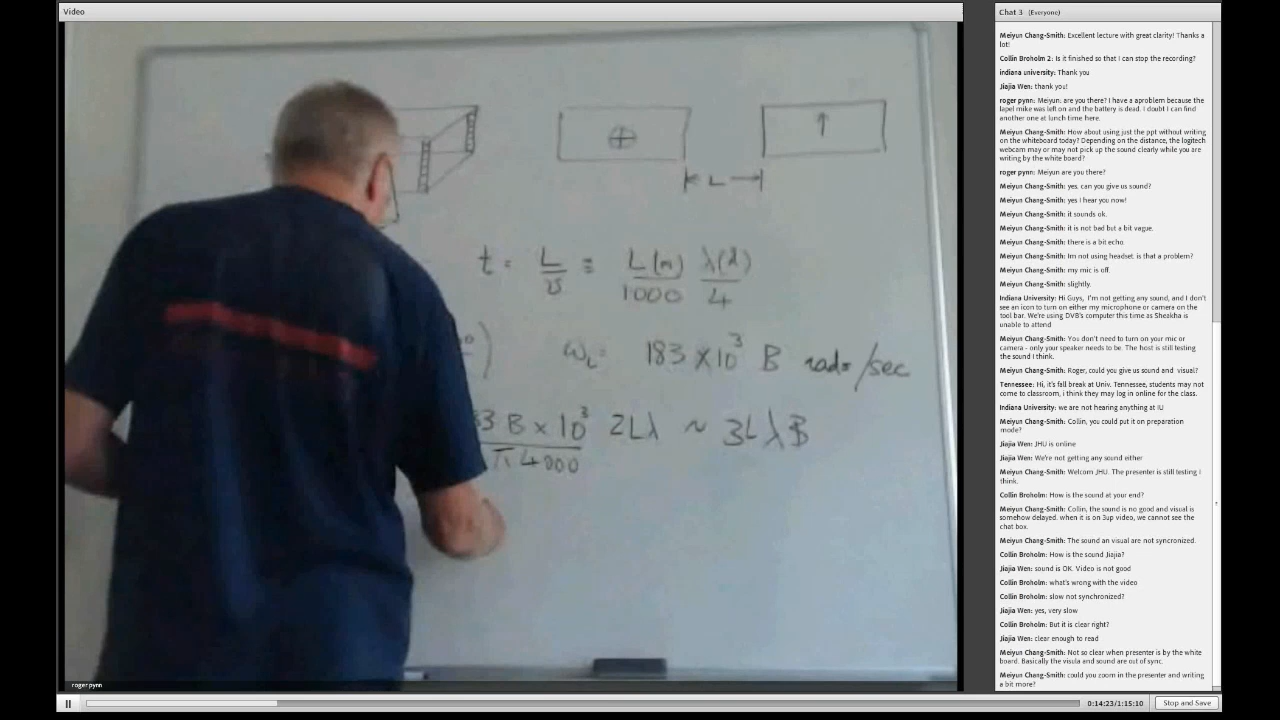 Video
L
t = L/v ≡ L(m)/1000 λ(Å)/4
ω_L = 183 × 10³ B rads/sec
3 B × 10³ 2Lλ ~ 3LλB
π 4000
roger pynn
Chat 3 (Everyone)
Meiyun Chang-Smith: Excellent lecture with great clarity! Thanks a
lot!
Collin Broholm 2: Is it finished so that I can stop the recording?
indiana university: Thank you
Jiajia Wen: thank you!
roger pynn: Meiyun: are you there? I have a aproblem because the
lapel mike was left on and the battery is dead. I doubt I can find
another one at lunch time here.
Meiyun Chang-Smith: How about using just the ppt without writing
on the whiteboard today? Depending on the distance, the logitech
webcam may or may not pick up the sound clearly while you are
writing by the white board?
roger pynn: Meiyun are you there?
Meiyun Chang-Smith: yes. can you give us sound?
Meiyun Chang-Smith: yes I hear you now!
Meiyun Chang-Smith: it sounds ok.
Meiyun Chang-Smith: it is not bad but a bit vague.
Meiyun Chang-Smith: there is a bit echo.
Meiyun Chang-Smith: Im not using headset. is that a problem?
Meiyun Chang-Smith: my mic is off.
Meiyun Chang-Smith: slightly.
Indiana University: Hi Guys, I'm not getting any sound, and I don't
see an icon to turn on either my microphone or camera on the
tool bar. We're using DVB's computer this time as Sheakha is
unable to attend
Meiyun Chang-Smith: You don't need to turn on your mic or
camera - only your speaker needs to be. The host is still testing
the sound I think.
Meiyun Chang-Smith: Roger, could you give us sound and visual?
Tennessee: Hi, it's fall break at Univ. Tennessee, students may not
come to classroom, i think they may log in online for the class.
Indiana University: we are not hearing anything at IU
Meiyun Chang-Smith: Collin, you could put it on preparation
mode?
Jiajia Wen: JHU is online
Jiajia Wen: We're not getting any sound either
Meiyun Chang-Smith: Welcom JHU. The presenter is still testing I
think.
Collin Broholm: How is the sound at your end?
Meiyun Chang-Smith: Collin, the sound is no good and visual is
somehow delayed. when it is on 3up video, we cannot see the
chat box.
Meiyun Chang-Smith: The sound an visual are not syncronized.
Collin Broholm: How is the sound Jiajia?
Jiajia Wen: sound is OK. Video is not good
Collin Broholm: what's wrong with the video
Collin Broholm: slow not synchronized?
Jiajia Wen: yes, very slow
Collin Broholm: But it is clear right?
Jiajia Wen: clear enough to read
Meiyun Chang-Smith: Not so clear when presenter is by the white
board. Basically the visula and sound are out of sync.
Meiyun Chang-Smith: could you zoom in the presenter and writing
a bit more?
0:14:23/1:15:10
Stop and Save